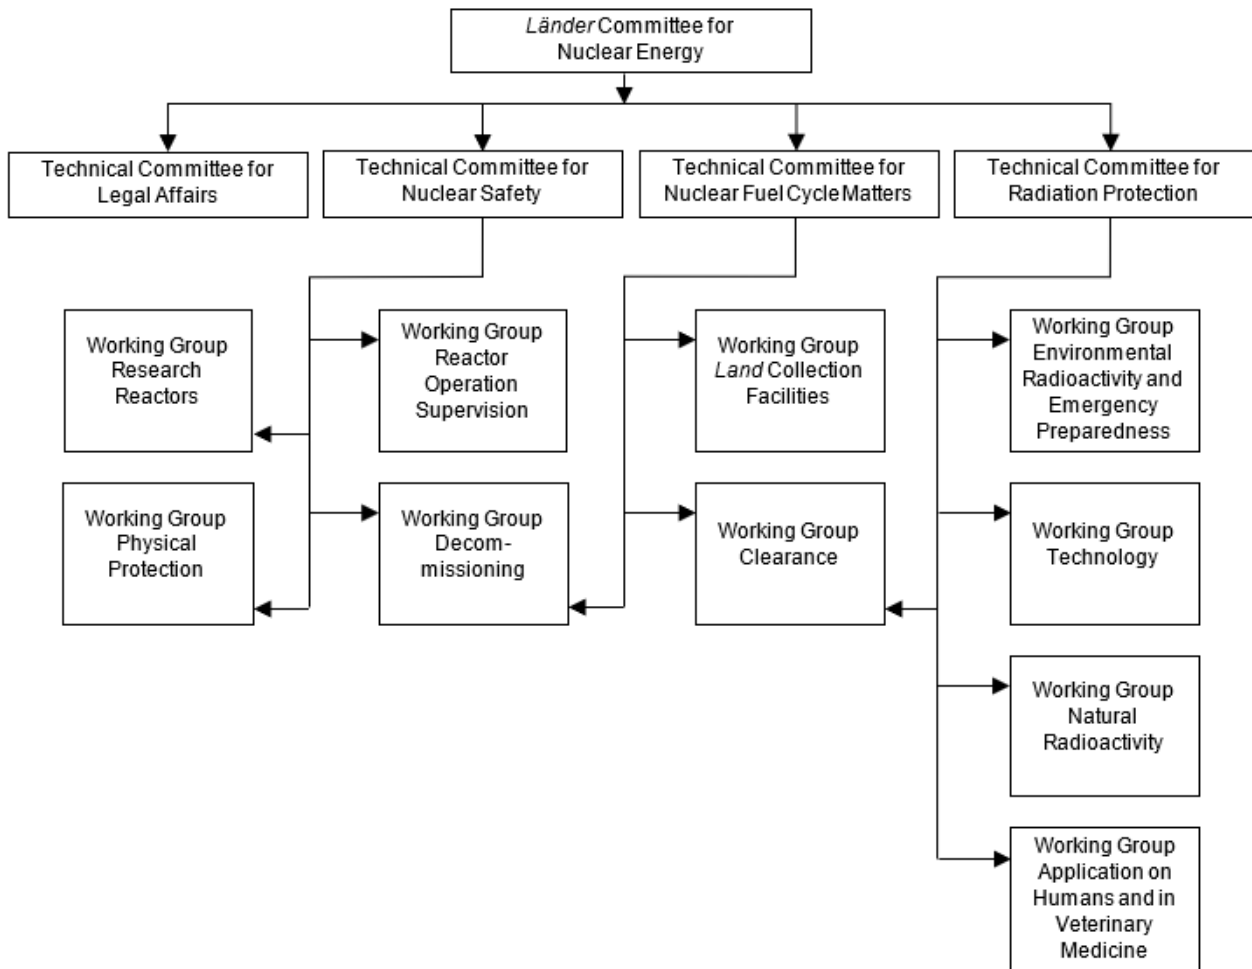 Länder Committee for
Nuclear Energy
Technical Committee for
Legal Affairs
Technical Committee for
Nuclear Safety
Technical Committee for
Nuclear Fuel Cycle Matters
Technical Committee for
Radiation Protection
Working Group
Research
Reactors
Working Group
Reactor
Operation
Supervision
Working Group
Land Collection
Facilities
Working Group
Environmental
Radioactivity and
Emergency
Preparedness
Working Group
Physical
Protection
Working Group
Decom-
missioning
Working Group
Clearance
Working Group
Technology
Working Group
Natural
Radioactivity
Working Group
Application on
Humans and in
Veterinary
Medicine